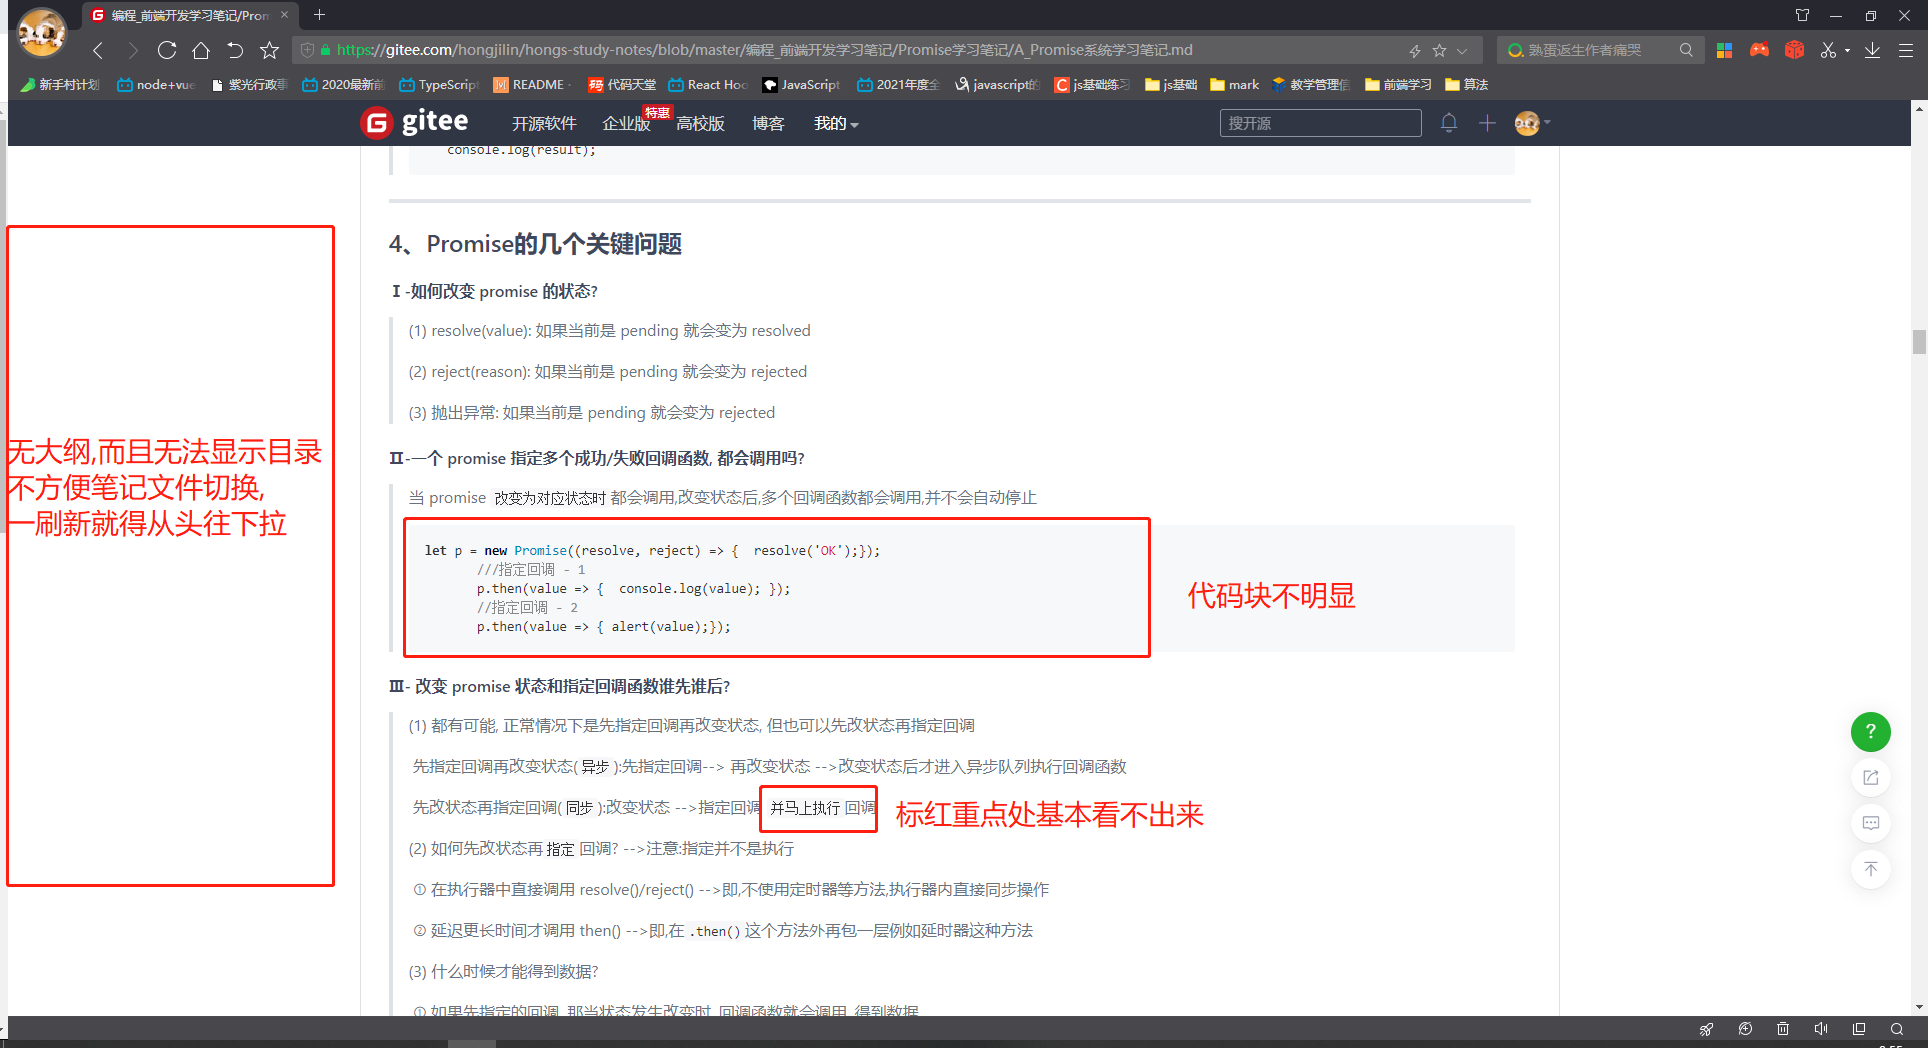 编程_前端开发学习笔记/Prom
https://gitee.com/hongjilin/hongs-study-notes/blob/master/编程_前端开发学习笔记/Promise学习笔记/A_Promise系统学习笔记.md
熟蛋返生作者痛哭
新手村计划
node+vue
紫光行政事
2020最新前
TypeScript
README
代码天堂
React Hoo
JavaScript
2021年度全
javascript的
js基础练习
js基础
mark
教学管理信
前端学习
算法
gitee
开源软件
企业版
特惠
高校版
博客
我的
搜开源
console.log(result);
4、Promise的几个关键问题
Ⅰ-如何改变 promise 的状态?
(1) resolve(value): 如果当前是 pending 就会变为 resolved
(2) reject(reason): 如果当前是 pending 就会变为 rejected
(3) 抛出异常: 如果当前是 pending 就会变为 rejected
无大纲,而且无法显示目录
不方便笔记文件切换,
一刷新就得从头往下拉
Ⅱ-一个 promise 指定多个成功/失败回调函数, 都会调用吗?
当 promise 改变为对应状态时 都会调用,改变状态后,多个回调函数都会调用,并不会自动停止
let p = new Promise((resolve, reject) => {  resolve('OK');});
///指定回调 - 1
p.then(value => {  console.log(value); });
//指定回调 - 2
p.then(value => { alert(value);});
代码块不明显
Ⅲ- 改变 promise 状态和指定回调函数谁先谁后?
(1) 都有可能, 正常情况下是先指定回调再改变状态, 但也可以先改状态再指定回调
先指定回调再改变状态( 异步 ):先指定回调--> 再改变状态 -->改变状态后才进入异步队列执行回调函数
先改状态再指定回调( 同步 ):改变状态 -->指定回调 并马上执行 回调
标红重点处基本看不出来
(2) 如何先改状态再 指定 回调? -->注意:指定并不是执行
① 在执行器中直接调用 resolve()/reject() -->即,不使用定时器等方法,执行器内直接同步操作
② 延迟更长时间才调用 then() -->即,在 .then() 这个方法外再包一层例如延时器这种方法
(3) 什么时候才能得到数据?
① 如果先指定的回调, 那当状态发生改变时, 回调函数就会调用, 得到数据